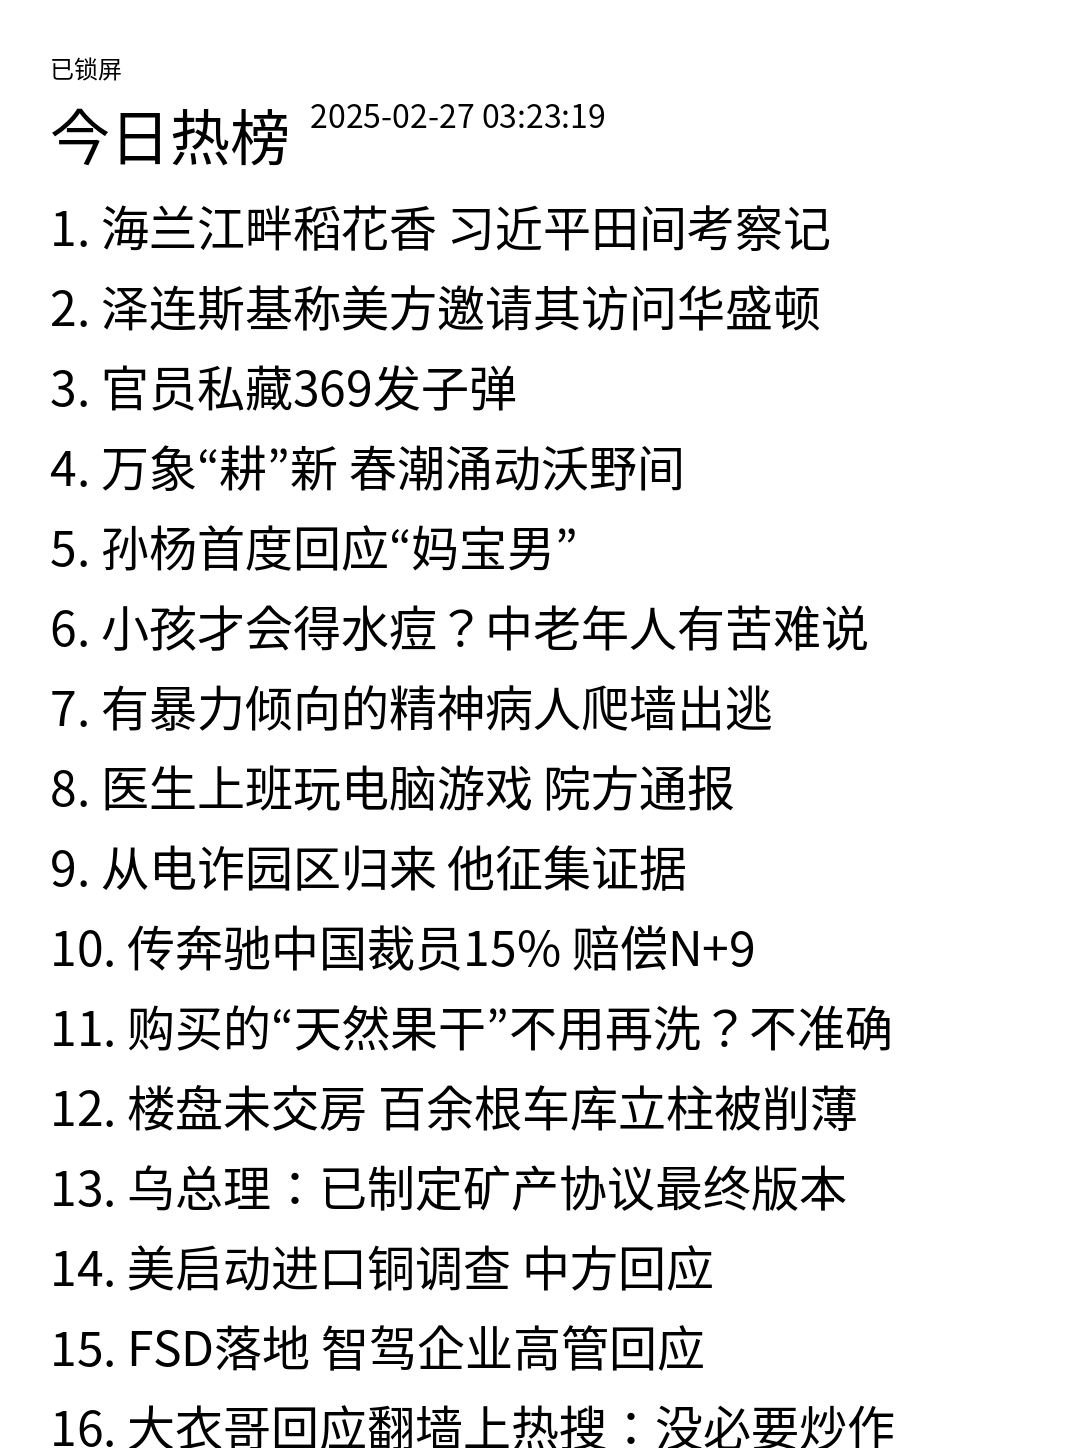 已锁屏
今日热榜 2025-02-27 03:23:19
1. 海兰江畔稻花香 习近平田间考察记
2. 泽连斯基称美方邀请其访问华盛顿
3. 官员私藏369发子弹
4. 万象“耕”新 春潮涌动沃野间
5. 孙杨首度回应“妈宝男”
6. 小孩才会得水痘？中老年人有苦难说
7. 有暴力倾向的精神病人爬墙出逃
8. 医生上班玩电脑游戏 院方通报
9. 从电诈园区归来 他征集证据
10. 传奔驰中国裁员15% 赔偿N+9
11. 购买的“天然果干”不用再洗？不准确
12. 楼盘未交房 百余根车库立柱被削薄
13. 乌总理：已制定矿产协议最终版本
14. 美启动进口铜调查 中方回应
15. FSD落地 智驾企业高管回应
16. 大衣哥回应翻墙上热搜：没必要炒作